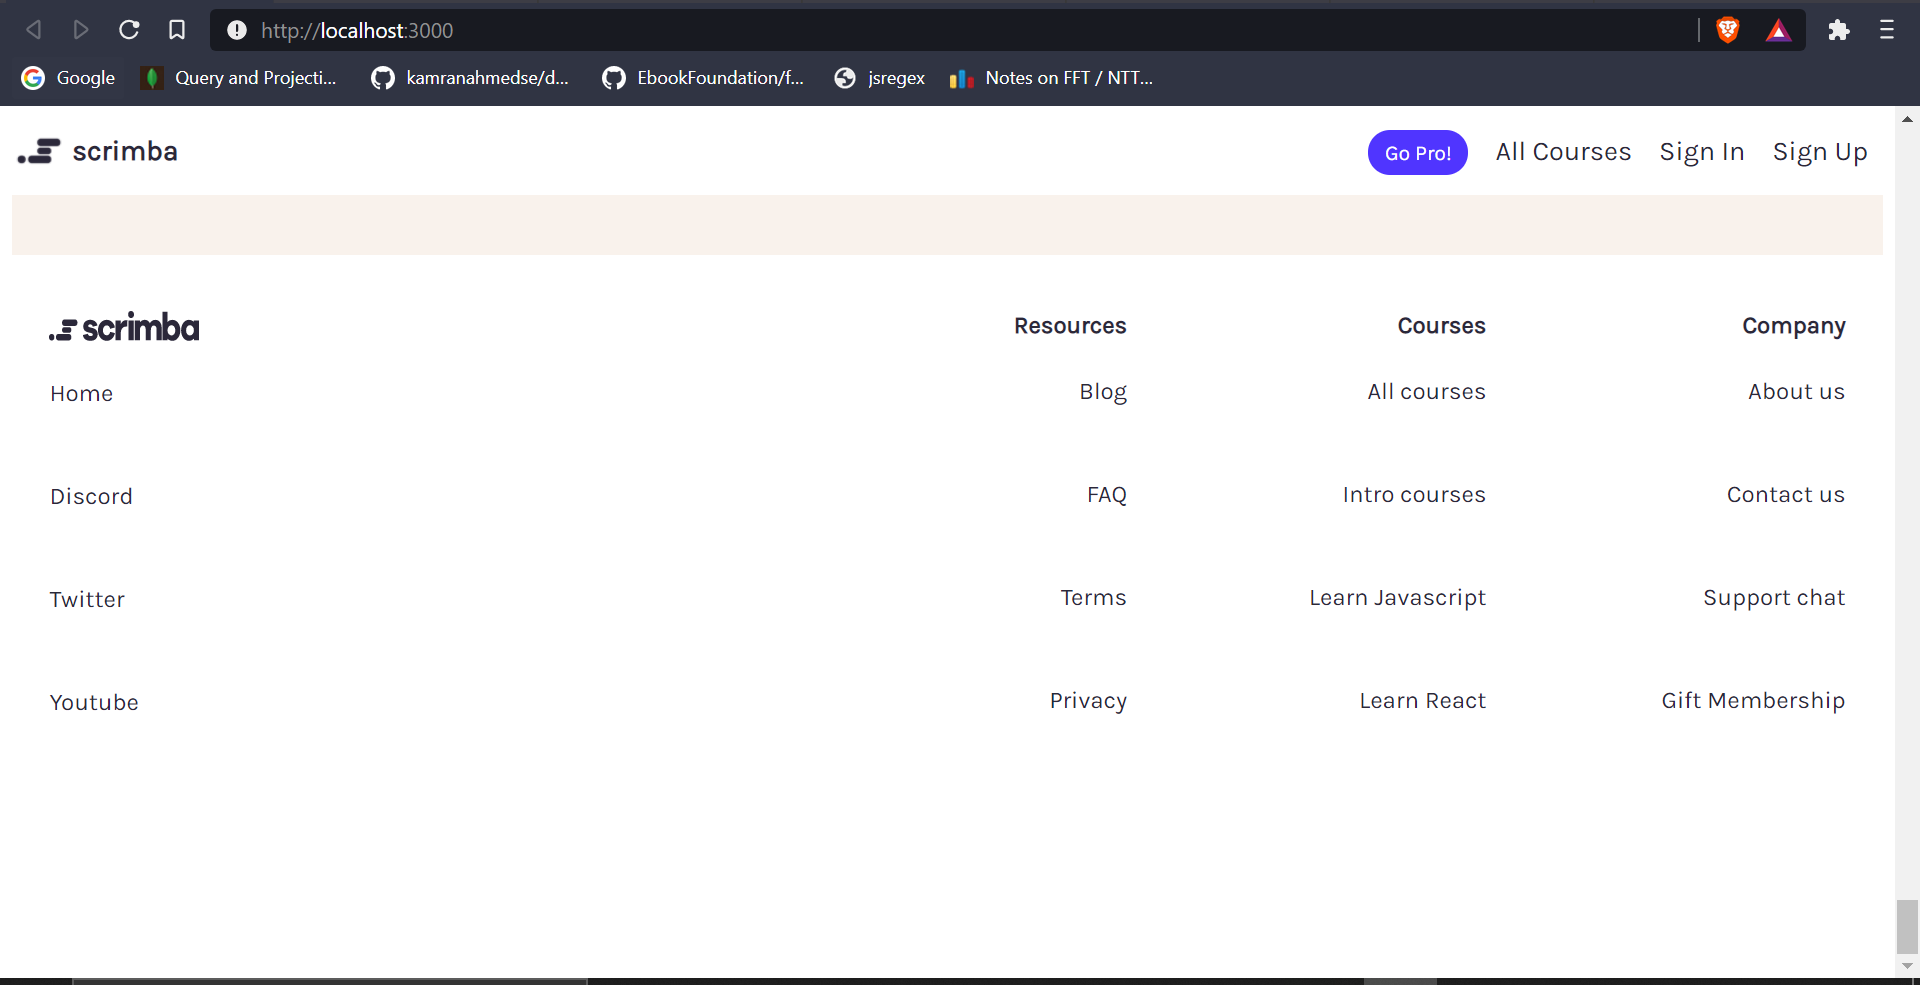 http://localhost:3000
Google Query and Projecti... kamranahmedse/d... EbookFoundation/f... jsregex Notes on FFT / NTT...
scrimba Go Pro! All Courses Sign In Sign Up
scrimba Resources Courses Company
Home Blog All courses About us
Discord FAQ Intro courses Contact us
Twitter Terms Learn Javascript Support chat
Youtube Privacy Learn React Gift Membership